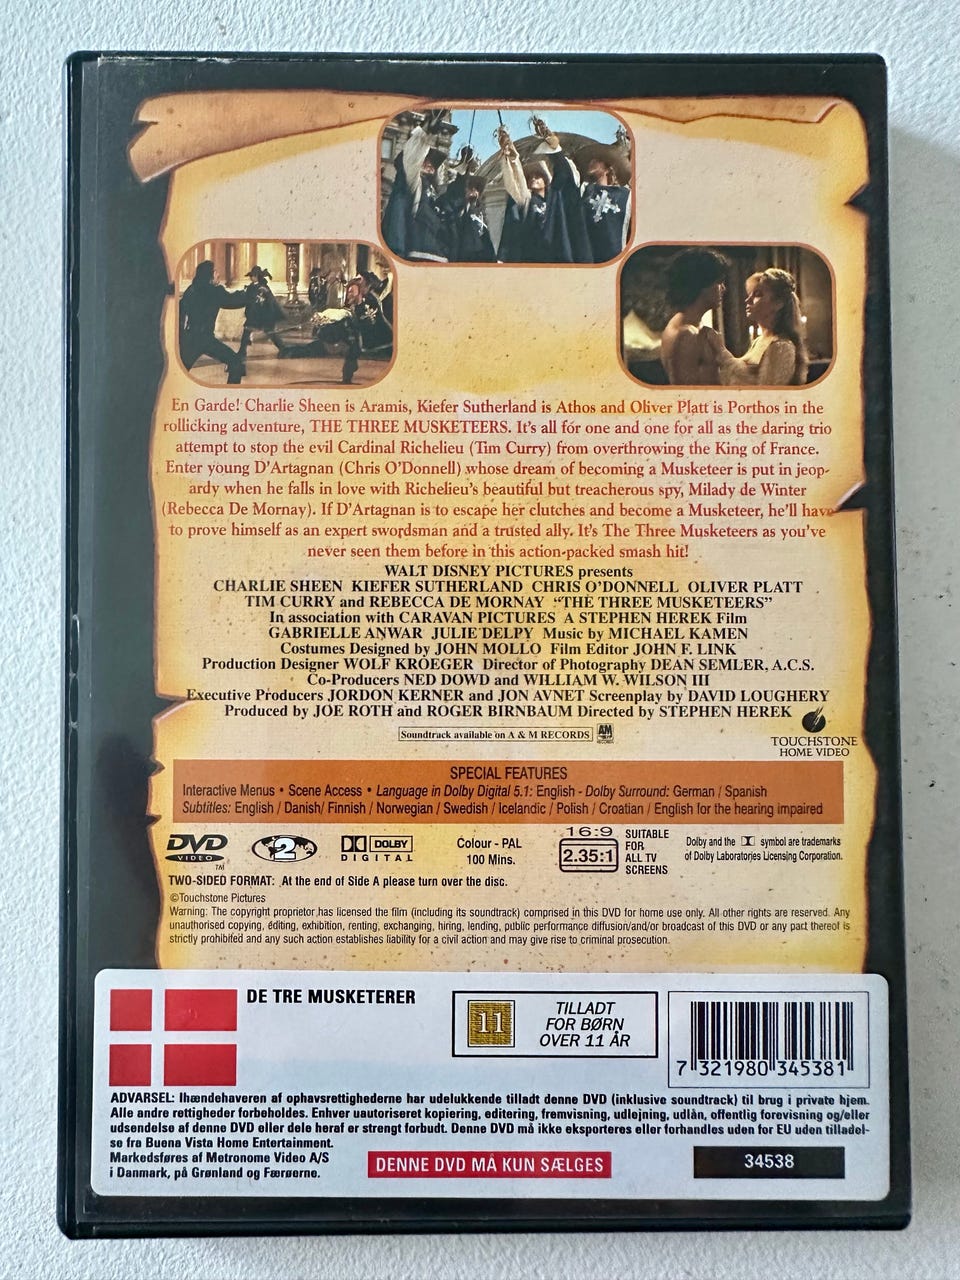 En Garde! Charlie Sheen is Aramis, Kiefer Sutherland is Athos and Oliver Platt is Porthos in the
rollicking adventure, THE THREE MUSKETEERS. It's all for one and one for all as the daring trio
attempt to stop the evil Cardinal Richelieu (Tim Curry) from overthrowing the King of France.
Enter young D'Artagnan (Chris O'Donnell) whose dream of becoming a Musketeer is put in jeop-
ardy when he falls in love with Richelieu's beautiful but treacherous spy, Milady de Winter
(Rebecca De Mornay). If D'Artagnan is to escape her clutches and become a Musketeer, he'll have
to prove himself as an expert swordsman and a trusted ally. It's The Three Musketeers as you've
never seen them before in this action-packed smash hit!
WALT DISNEY PICTURES presents
CHARLIE SHEEN KIEFER SUTHERLAND CHRIS O'DONNELL OLIVER PLATT
TIM CURRY and REBECCA DE MORNAY "THE THREE MUSKETEERS"
In association with CARAVAN PICTURES A STEPHEN HEREK Film
GABRIELLE ANWAR JULIE DELPY Music by MICHAEL KAMEN
Costumes Designed by JOHN MOLLO Film Editor JOHN F. LINK
Production Designer WOLF KROEGER Director of Photography DEAN SEMLER, A.C.S.
Co-Producers NED DOWD and WILLIAM W. WILSON III
Executive Producers JORDON KERNER and JON AVNET Screenplay by DAVID LOUGHERY
Produced by JOE ROTH and ROGER BIRNBAUM Directed by STEPHEN HEREK
Soundtrack available on A & M RECORDS
AM
RECORDS
TOUCHSTONE
HOME VIDEO
SPECIAL FEATURES
Interactive Menus • Scene Access • Language in Dolby Digital 5.1: English - Dolby Surround: German / Spanish
Subtitles: English / Danish/ Finnish / Norwegian / Swedish / Icelandic / Polish / Croatian / English for the hearing impaired
DVD
VIDEO
TM
2
DOLBY
DIGITAL
Colour - PAL
100 Mins.
16:9
2.35:1
SUITABLE
FOR
ALL TV
SCREENS
Dolby and the symbol are trademarks
of Dolby Laboratories Licensing Corporation.
TWO-SIDED FORMAT: At the end of Side A please turn over the disc.
©Touchstone Pictures
Warning: The copyright proprietor has licensed the film (including its soundtrack) comprised in this DVD for home use only. All other rights are reserved. Any
unauthorised copying, editing, exhibition, renting, exchanging, hiring, lending, public performance diffusion/and/or broadcast of this DVD or any part thereof is
strictly prohibited and any such action establishes liability for a civil action and may give rise to criminal prosecution.
DE TRE MUSKETERER
11
TILLADT
FOR BØRN
OVER 11 ÅR
7 321980 345381
ADVARSEL: Ihændehaveren af ophavsrettighederne har udelukkende tilladt denne DVD (inklusive soundtrack) til brug i private hjem.
Alle andre rettigheder forbeholdes. Enhver uautoriseret kopiering, editering, fremvisning, udlejning, udlån, offentlig forevisning og/eller
udsendelse af denne DVD eller dele heraf er strengt forbudt. Denne DVD må ikke eksporteres eller forhandles uden for EU uden tilladel-
se fra Buena Vista Home Entertainment.
Markedsføres af Metronome Video A/S
i Danmark, på Grønland og Færøerne.
DENNE DVD MÅ KUN SÆLGES
34538